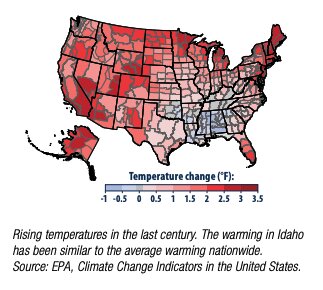 Temperature change (°F):
-1 -0.5 0 0.5 1 1.5 2 2.5 3 3.5
Rising temperatures in the last century. The warming in Idaho
has been similar to the average warming nationwide.
Source: EPA, Climate Change Indicators in the United States.